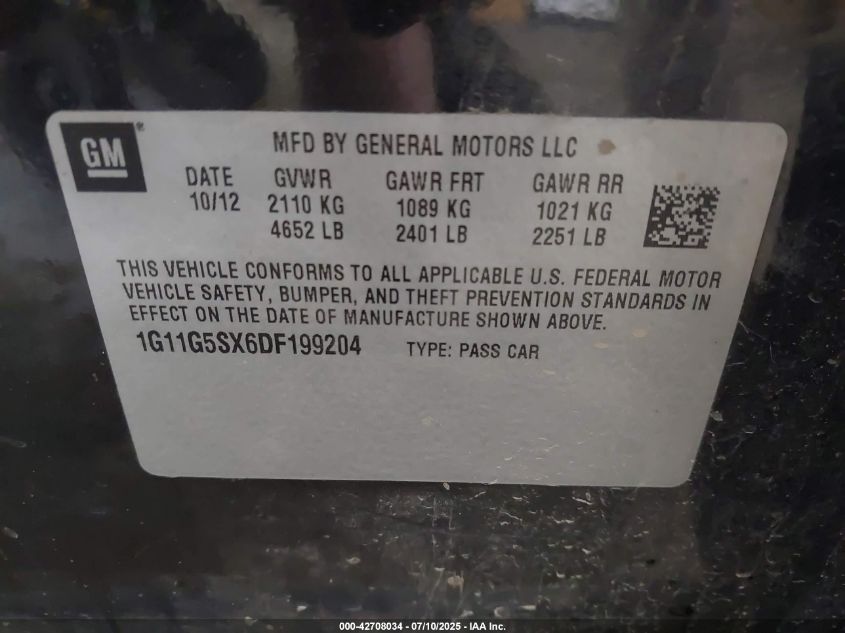 GM®
MFD BY GENERAL MOTORS LLC
DATE GVWR GAWR FRT GAWR RR
10/12 2110 KG 1089 KG 1021 KG
4652 LB 2401 LB 2251 LB
THIS VEHICLE CONFORMS TO ALL APPLICABLE U.S. FEDERAL MOTOR
VEHICLE SAFETY, BUMPER, AND THEFT PREVENTION STANDARDS IN
EFFECT ON THE DATE OF MANUFACTURE SHOWN ABOVE.
1G11G5SX6DF199204 TYPE: PASS CAR
000-42708034 - 07/10/2025 - IAA Inc.